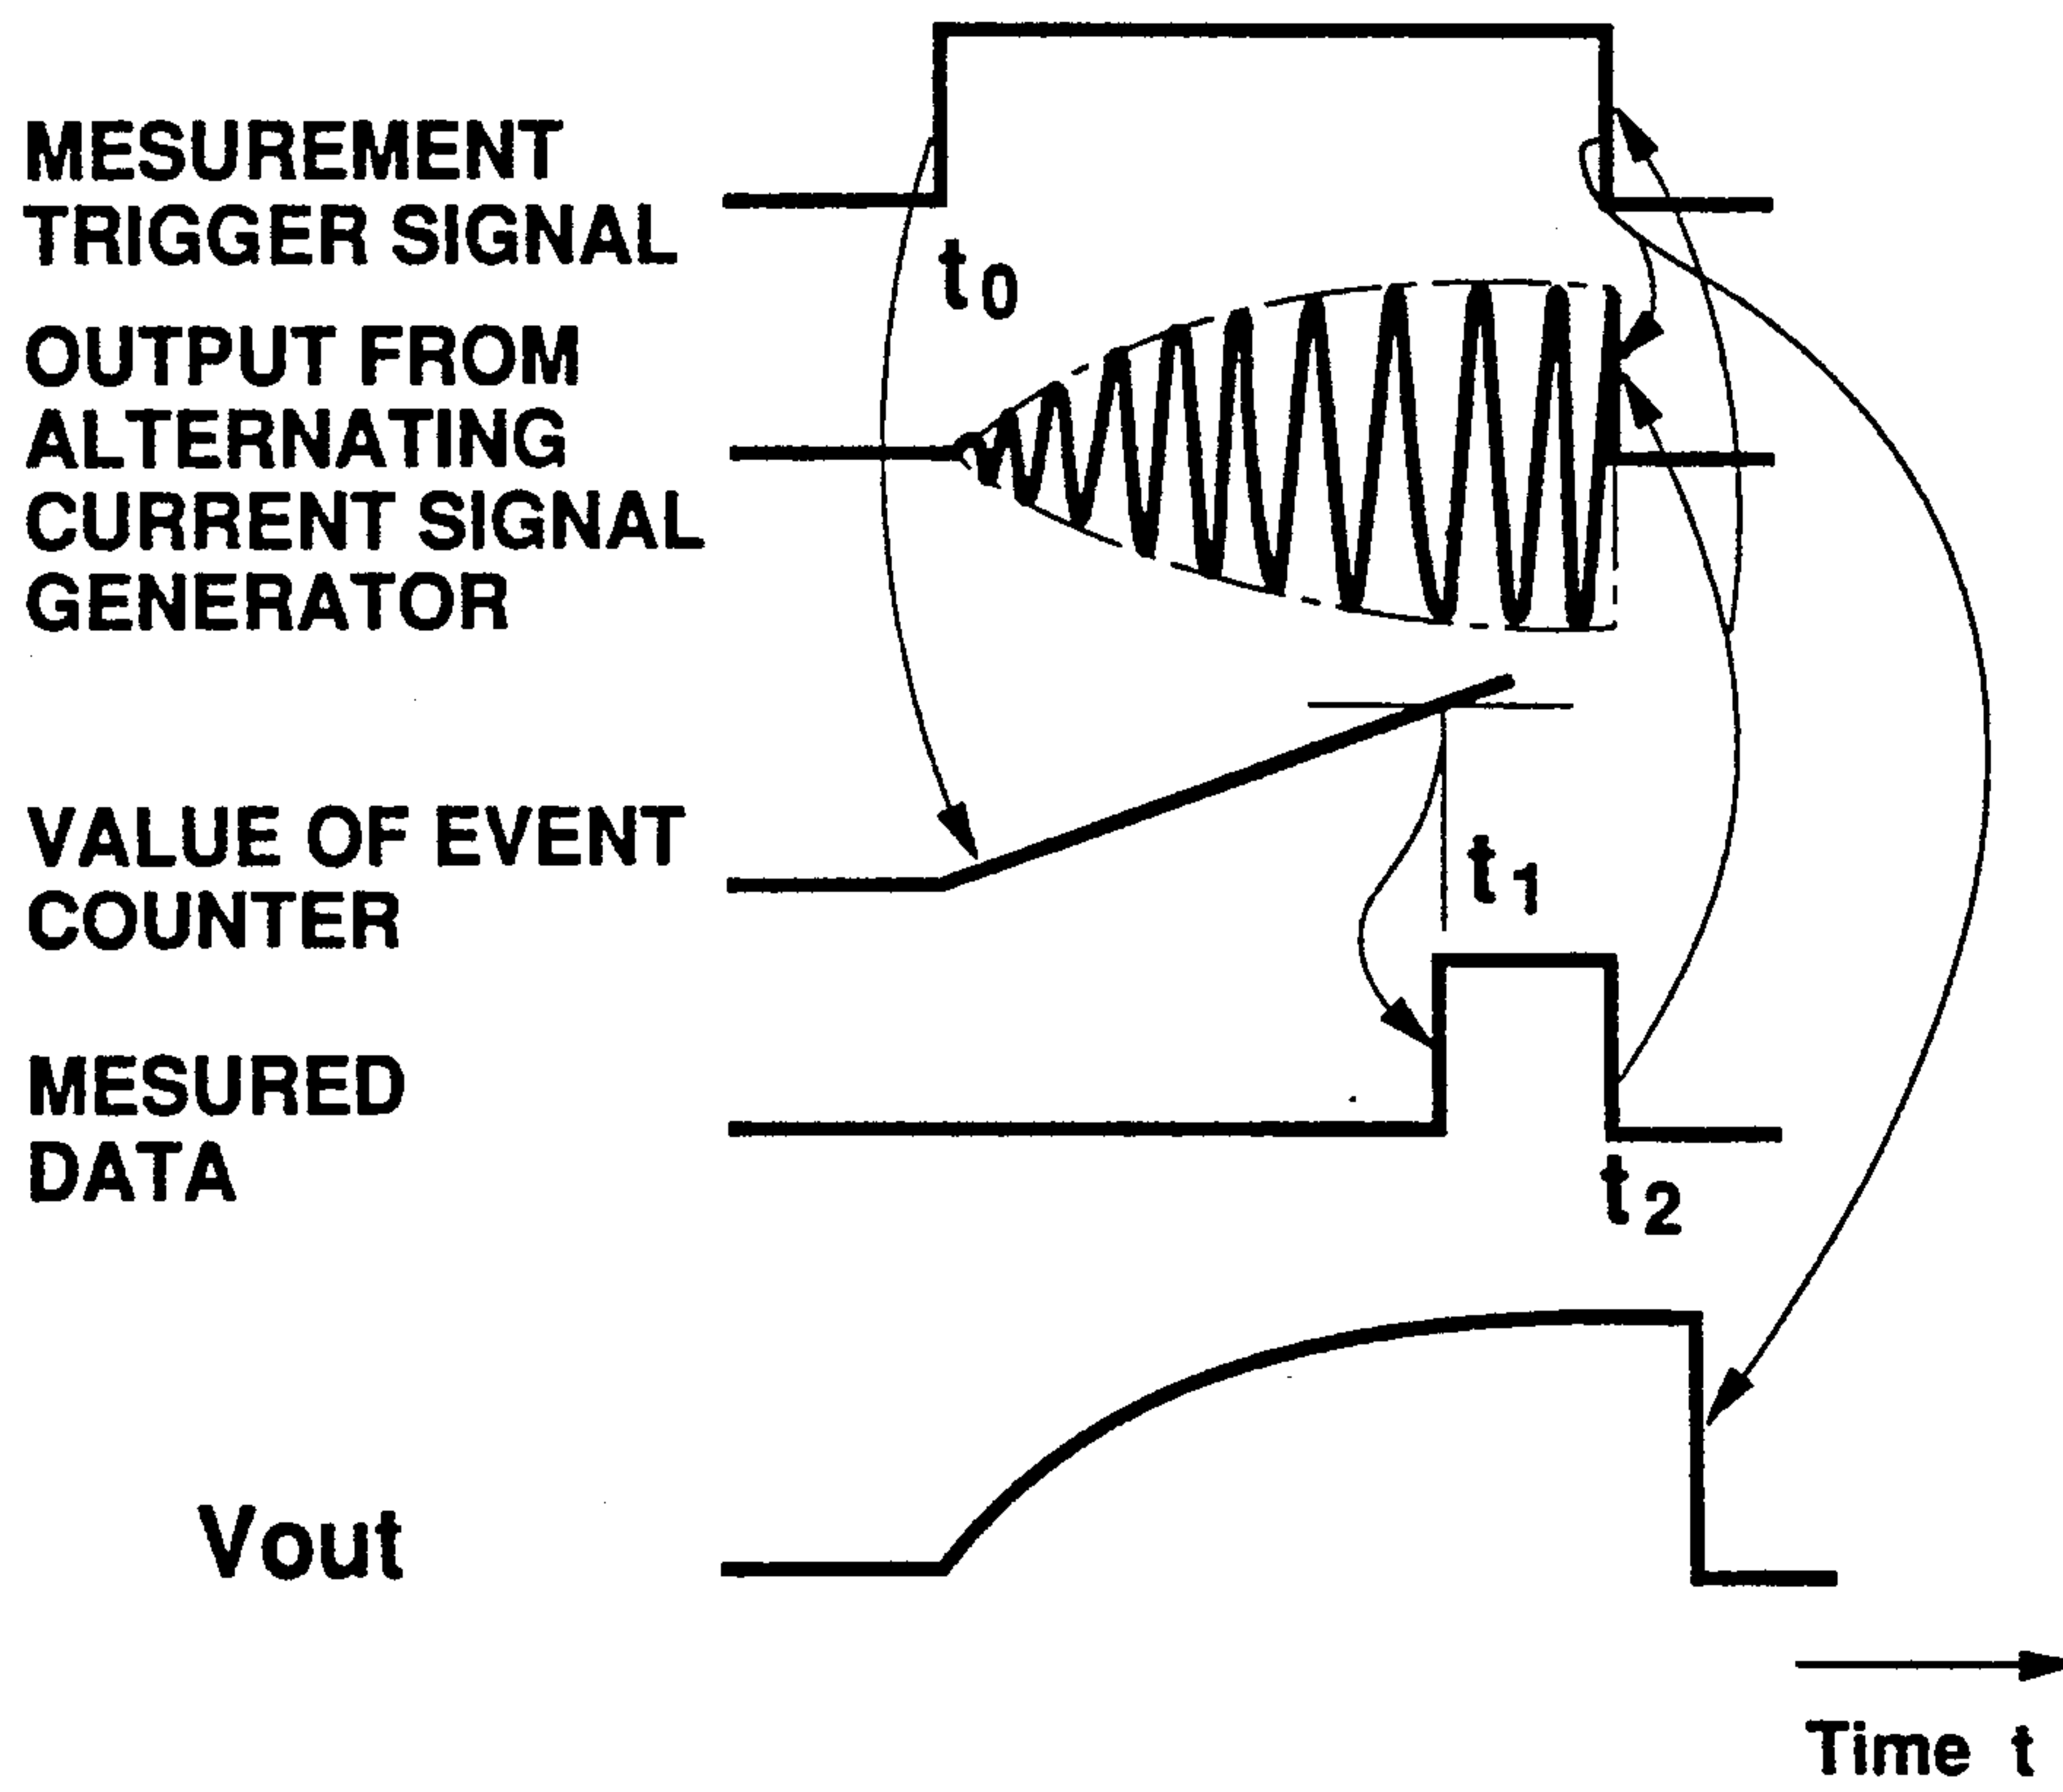 MESUREMENT
TRIGGER SIGNAL
t0
OUTPUT FROM
ALTERNATING
CURRENT SIGNAL
GENERATOR
VALUE OF EVENT
COUNTER
t1
MESURED
DATA
t2
Vout
Time t